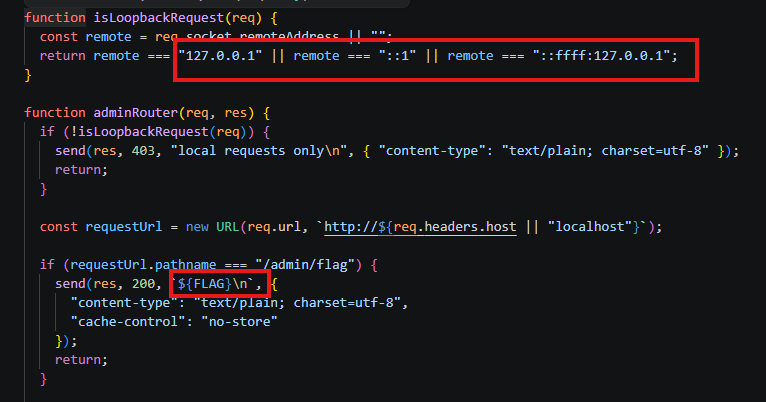 function isLoopbackRequest(req) {
const remote = req.socket.remoteAddress || "";
return remote === "127.0.0.1" || remote === "::1" || remote === "::ffff:127.0.0.1";
}
function adminRouter(req, res) {
if (!isLoopbackRequest(req)) {
send(res, 403, "local requests only\n", { "content-type": "text/plain; charset=utf-8" });
return;
}
const requestUrl = new URL(req.url, `http://${req.headers.host || "localhost"}`);
if (requestUrl.pathname === "/admin/flag") {
send(res, 200, `${FLAG}\n`, {
"content-type": "text/plain; charset=utf-8",
"cache-control": "no-store"
});
return;
}